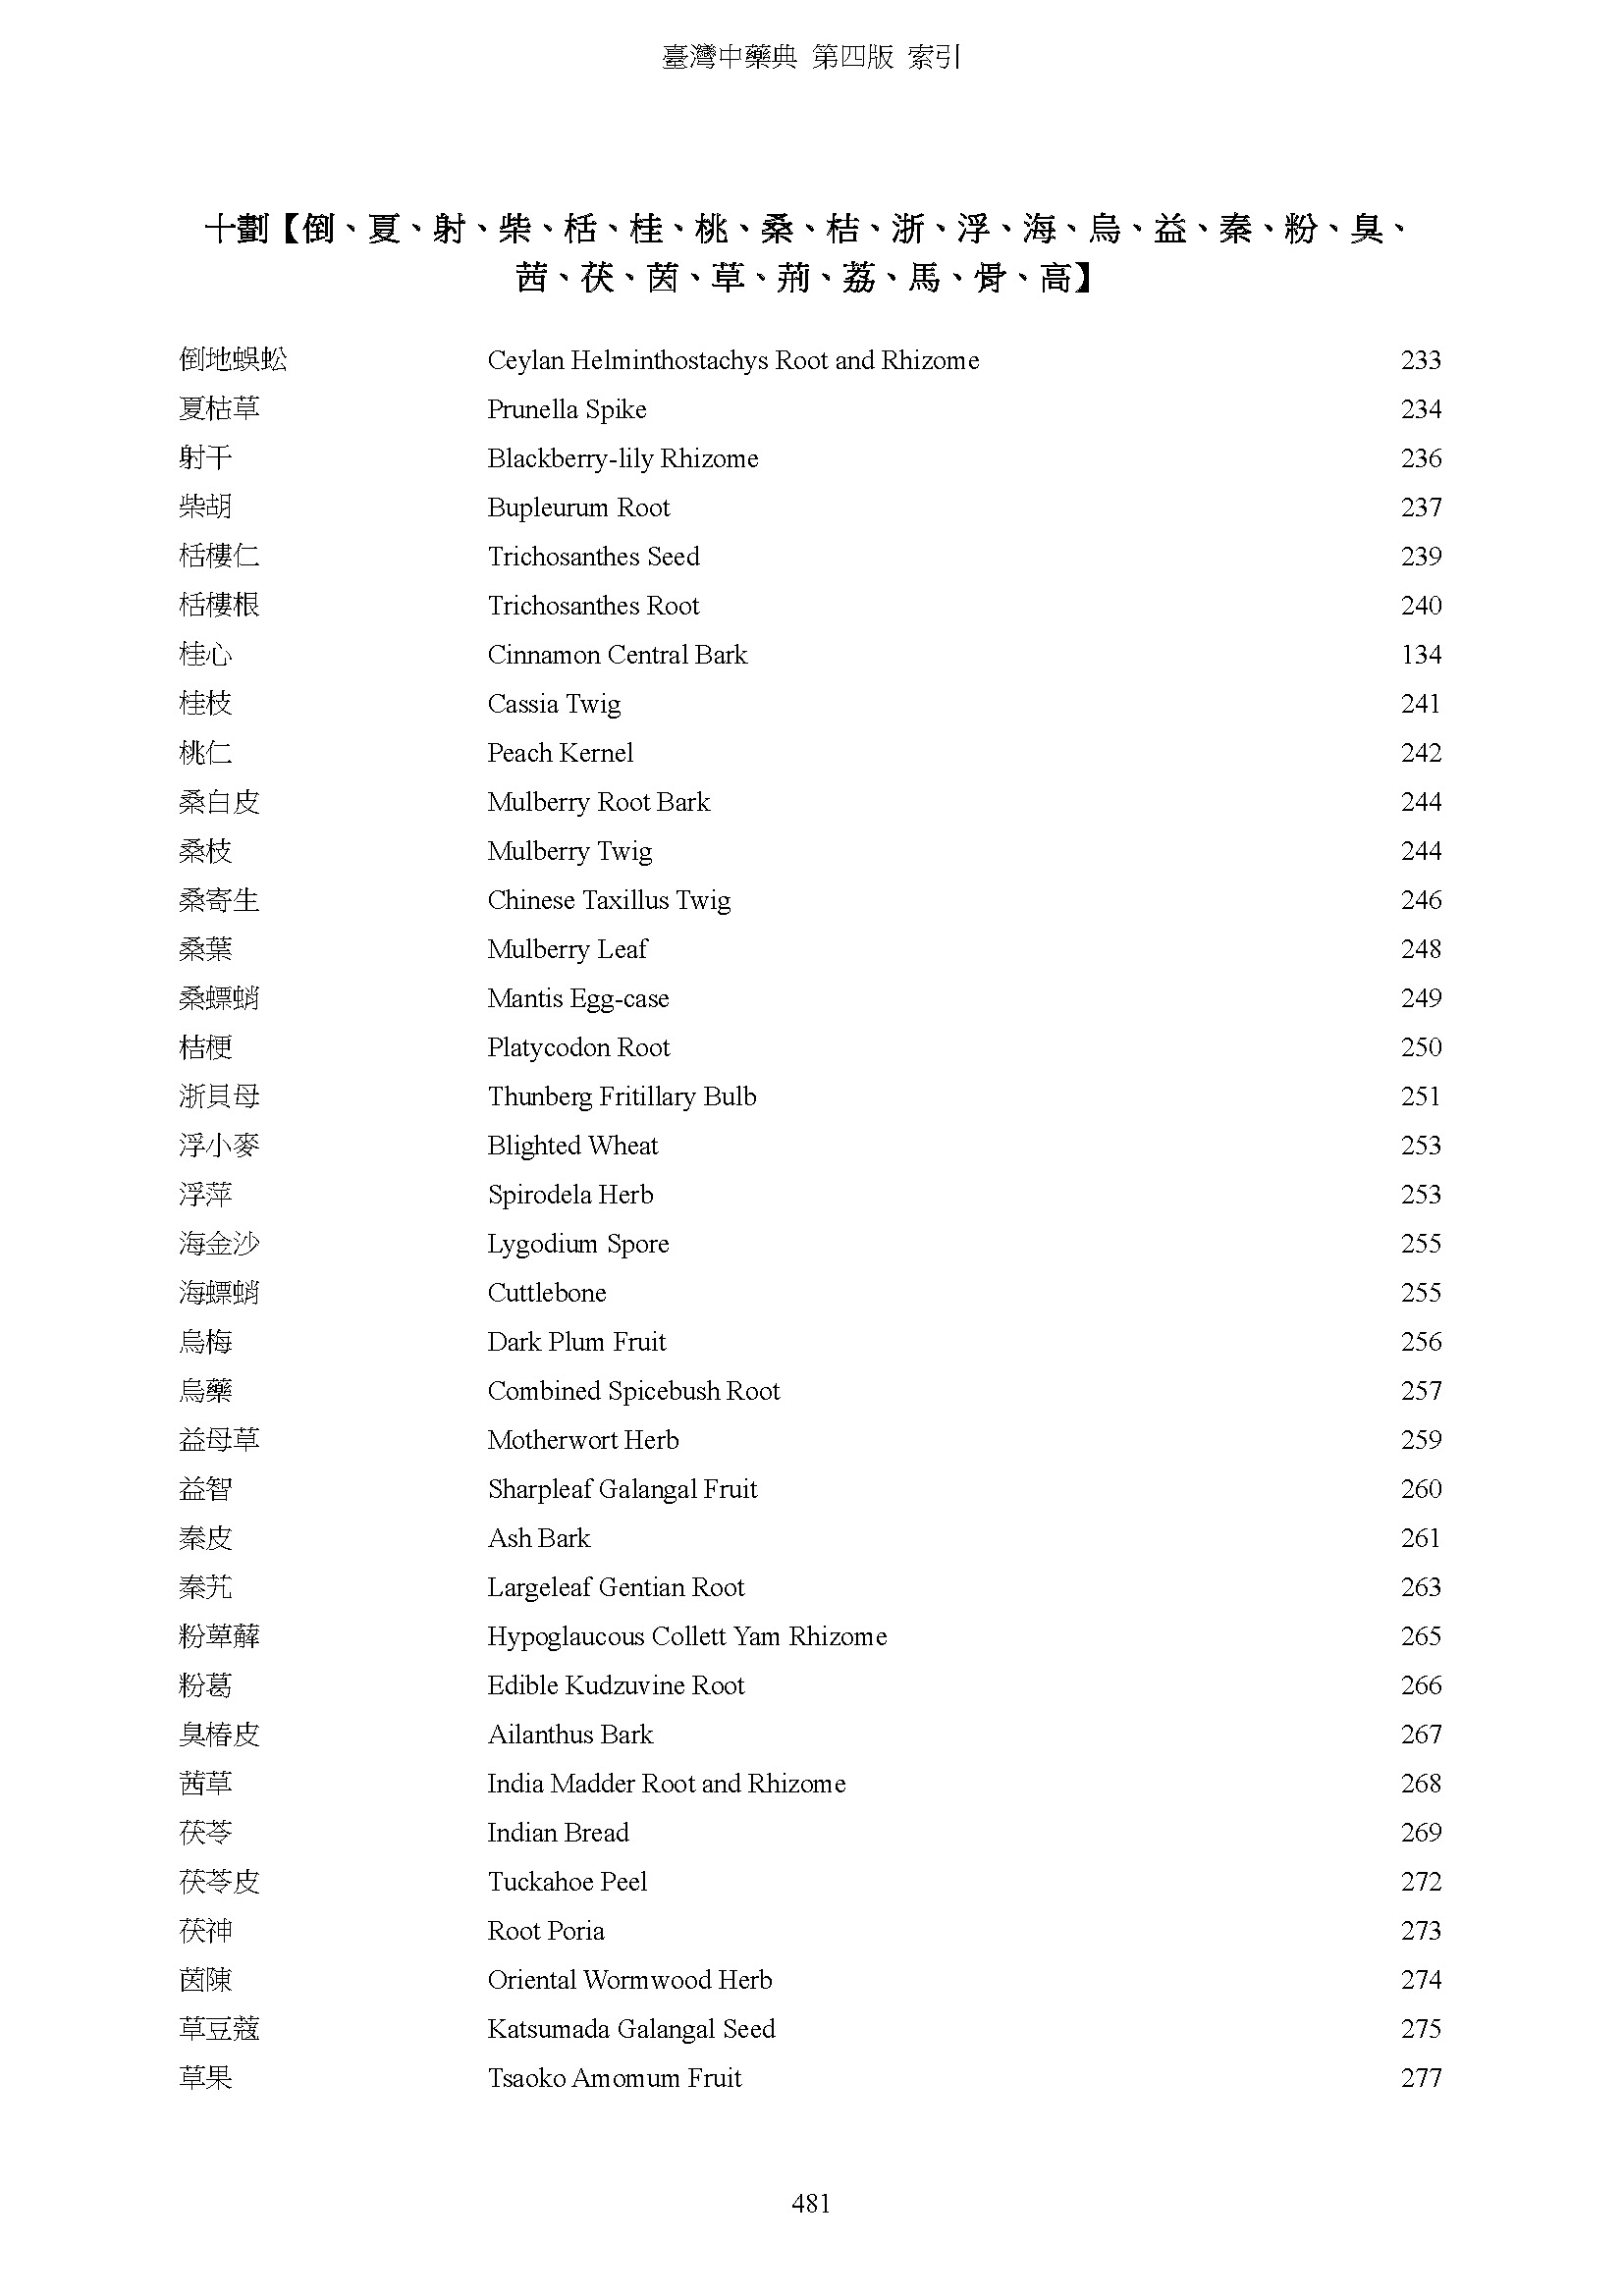 臺灣中藥典 第四版 索引
十劃【倒、夏、射、柴、栝、桂、桃、桑、桔、浙、浮、海、烏、益、秦、粉、臭、
茜、茯、茵、草、荊、荔、馬、骨、高】
倒地蜈蚣 Ceylan Helminthostachys Root and Rhizome 233
夏枯草 Prunella Spike 234
射干 Blackberry-lily Rhizome 236
柴胡 Bupleurum Root 237
栝樓仁 Trichosanthes Seed 239
栝樓根 Trichosanthes Root 240
桂心 Cinnamon Central Bark 134
桂枝 Cassia Twig 241
桃仁 Peach Kernel 242
桑白皮 Mulberry Root Bark 244
桑枝 Mulberry Twig 244
桑寄生 Chinese Taxillus Twig 246
桑葉 Mulberry Leaf 248
桑螵蛸 Mantis Egg-case 249
桔梗 Platycodon Root 250
浙貝母 Thunberg Fritillary Bulb 251
浮小麥 Blighted Wheat 253
浮萍 Spirodela Herb 253
海金沙 Lygodium Spore 255
海螵蛸 Cuttlebone 255
烏梅 Dark Plum Fruit 256
烏藥 Combined Spicebush Root 257
益母草 Motherwort Herb 259
益智 Sharpleaf Galangal Fruit 260
秦皮 Ash Bark 261
秦艽 Largeleaf Gentian Root 263
粉萆薢 Hypoglaucous Collett Yam Rhizome 265
粉葛 Edible Kudzuvine Root 266
臭椿皮 Ailanthus Bark 267
茜草 India Madder Root and Rhizome 268
茯苓 Indian Bread 269
茯苓皮 Tuckahoe Peel 272
茯神 Root Poria 273
茵陳 Oriental Wormwood Herb 274
草豆蔻 Katsumada Galangal Seed 275
草果 Tsaoko Amomum Fruit 277
481